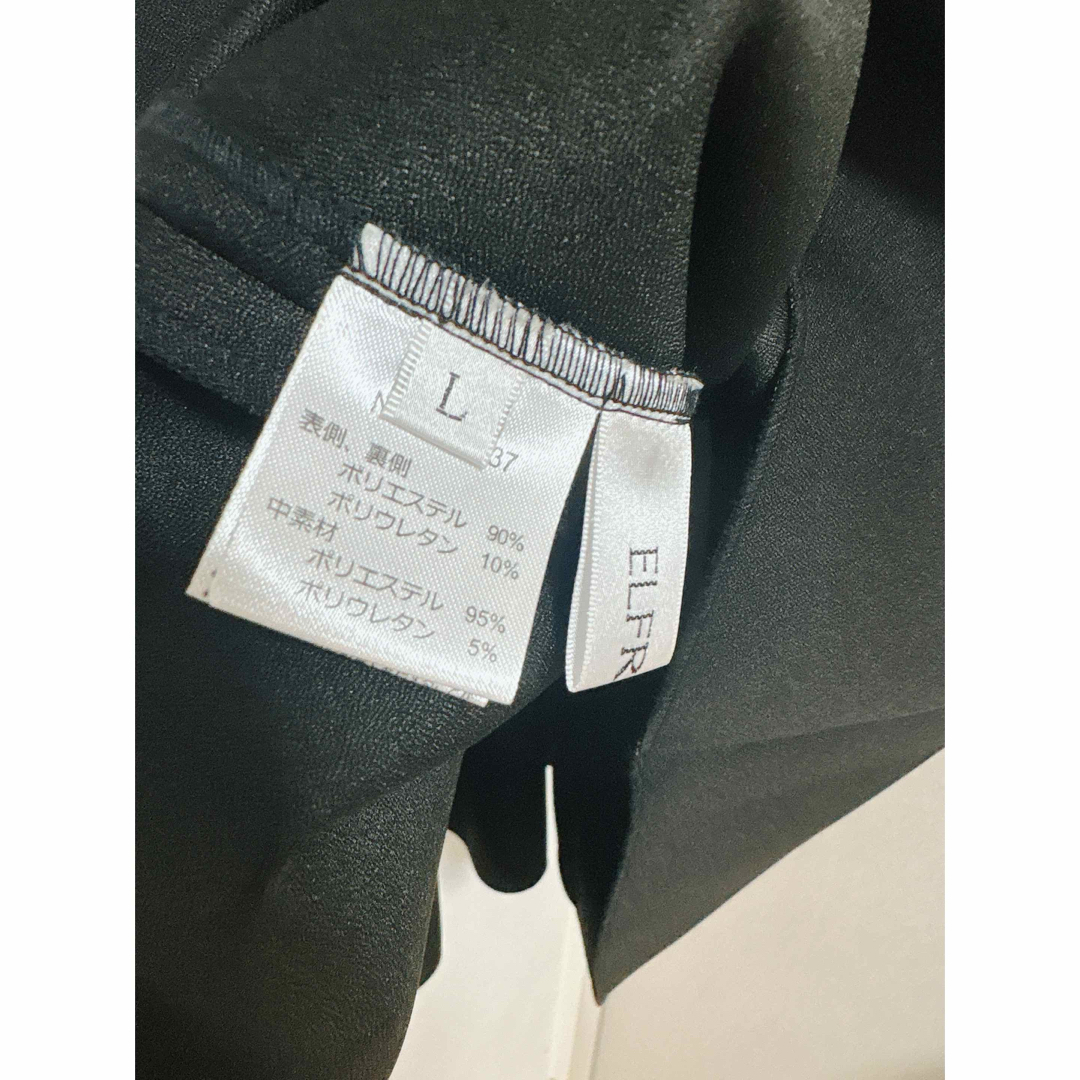 L
37
表側、裏側
ポリエステル 90%
ポリウレタン 10%
中素材
ポリエステル 95%
ポリウレタン 5%
ELFR